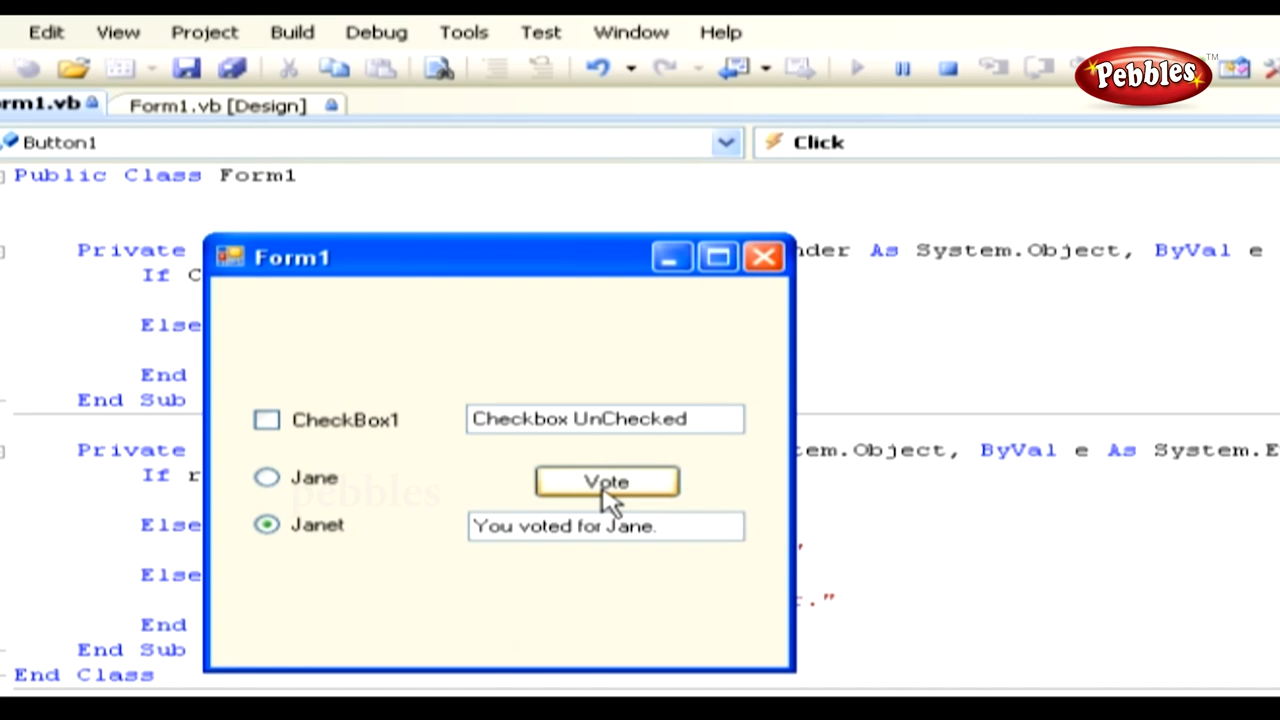 Edit View Project Build Debug Tools Test Window Help
Pebbles™
rm1.vb Form1.vb [Design]
Button1 Click
Public Class Form1
Form1
Private nder As System.Object, ByVal e
If C
Else
End
End Sub
CheckBox1 Checkbox UnChecked
Private tem.Object, ByVal e As System.E
If r
Jane Vote
pebbles
Else
Janet You voted for Jane.
"
Else
r."
End
End Sub
End Class